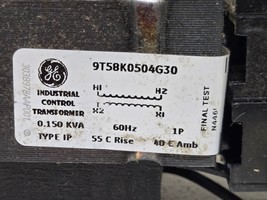 GE
9T58K0504G30
INDUSTRIAL
CONTROL
TRANSFORMER
H1 H2
X2 X1
0.150 KVA 60Hz 1P
TYPE IP 55 C Rise 40 C Amb
FINAL TEST